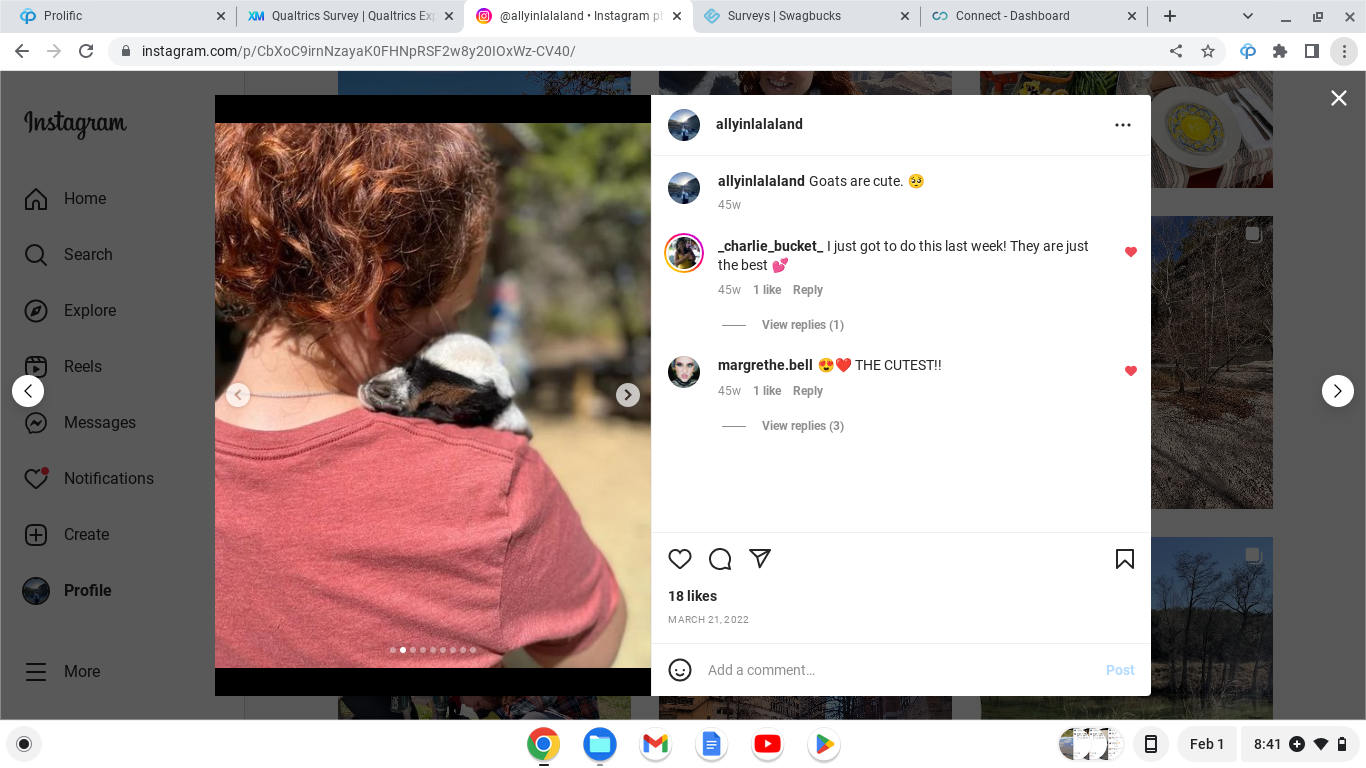 Prolific
Qualtrics Survey | Qualtrics Exp
@allyinlalaland • Instagram ph
Surveys | Swagbucks
Connect - Dashboard
instagram.com/p/CbXoC9irnNzayaK0FHNpRSF2w8y20IOxWz-CV40/
Instagram
Home
Search
Explore
Reels
Messages
Notifications
Create
Profile
More
allyinlalaland
allyinlalaland Goats are cute. 🥺
45w
_charlie_bucket_ I just got to do this last week! They are just
the best 💕
45w 1 like Reply
View replies (1)
margrethe.bell 😍❤️ THE CUTEST!!
45w 1 like Reply
View replies (3)
18 likes
MARCH 21, 2022
Add a comment...
Post
Feb 1
8:41